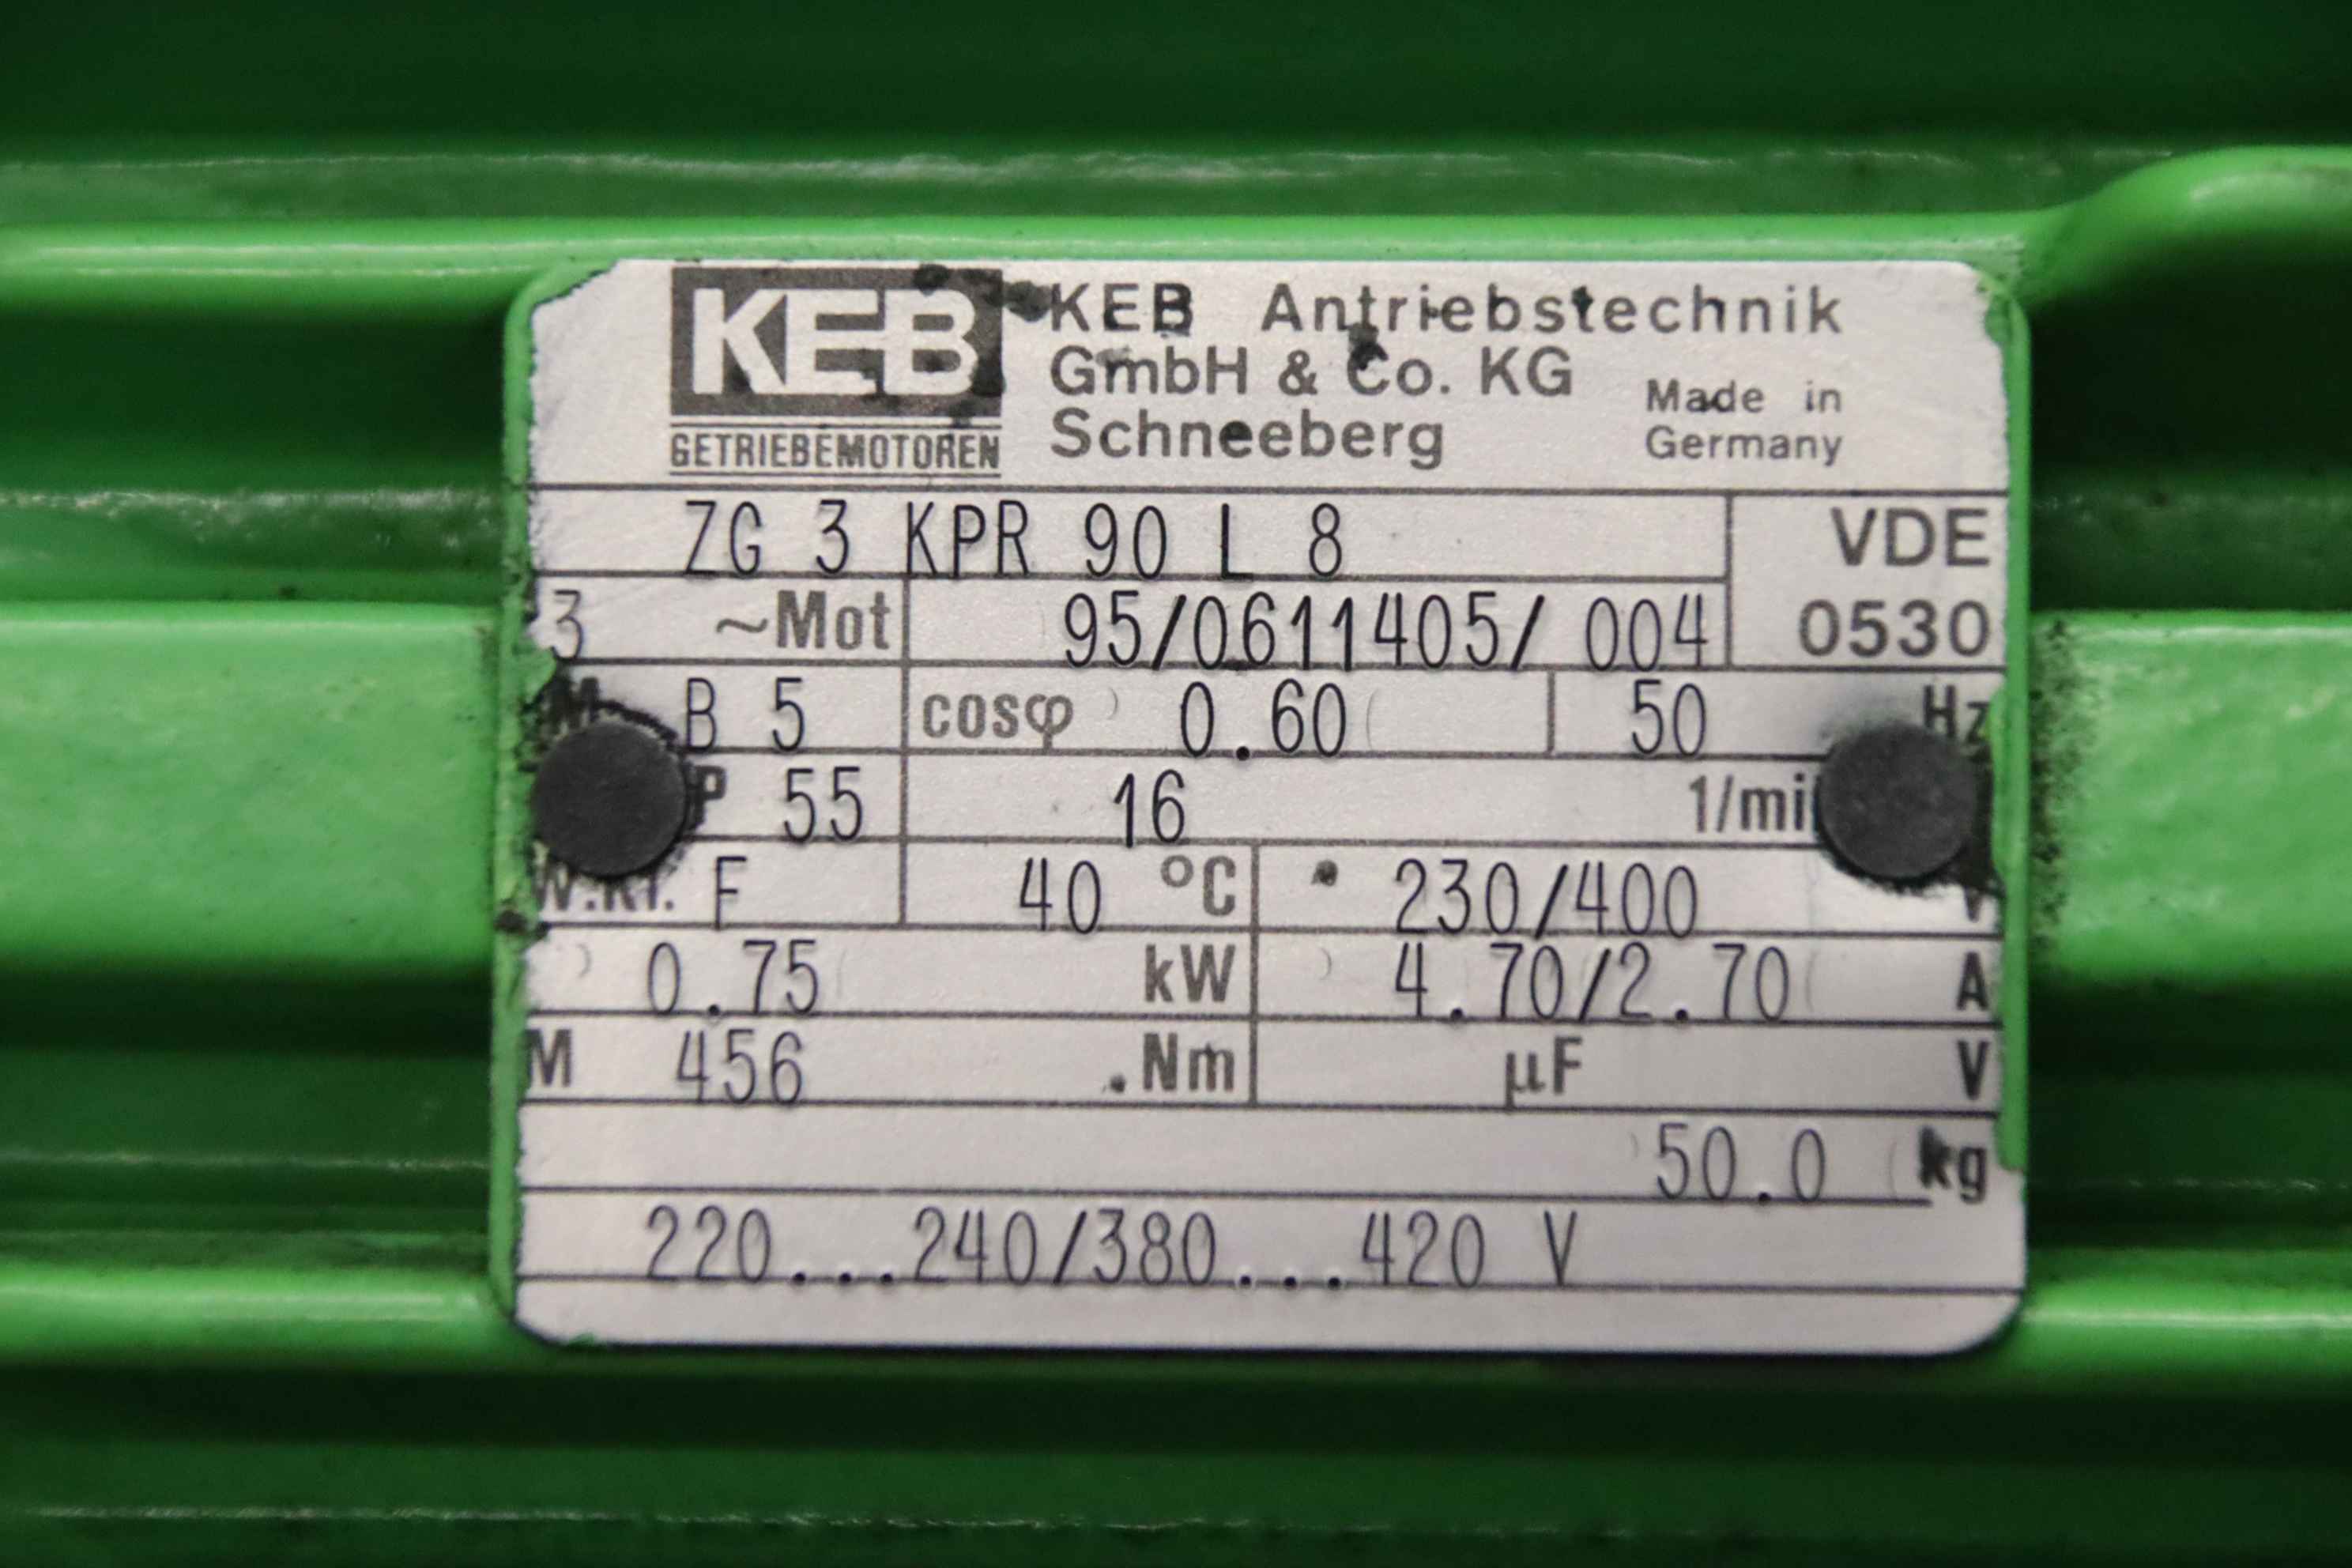 KEB KEB Antriebstechnik
GmbH & Co. KG
GETRIEBEMOTOREN Schneeberg Made in Germany
ZG 3 KPR 90 L 8 VDE
3 ~Mot 95/0611405/ 004 0530
B 5 cosφ 0.60 50 Hz
P 55 16 1/mi
W.Kl. F 40 °C 230/400 V
0.75 kW 4.70/2.70 A
M 456 .Nm µF V
50.0 kg
220...240/380...420 V